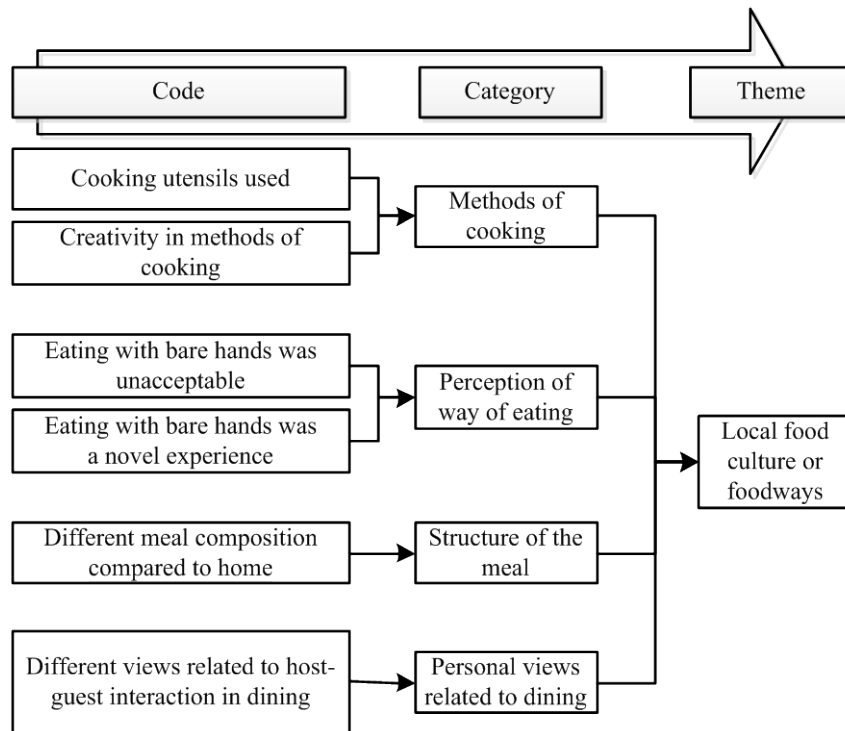 Code
Category
Theme
Cooking utensils used
Creativity in methods of
cooking
Methods of
cooking
Eating with bare hands was
unacceptable
Eating with bare hands was
a novel experience
Perception of
way of eating
Different meal composition
compared to home
Structure of the
meal
Different views related to host-
guest interaction in dining
Personal views
related to dining
Local food
culture or
foodways